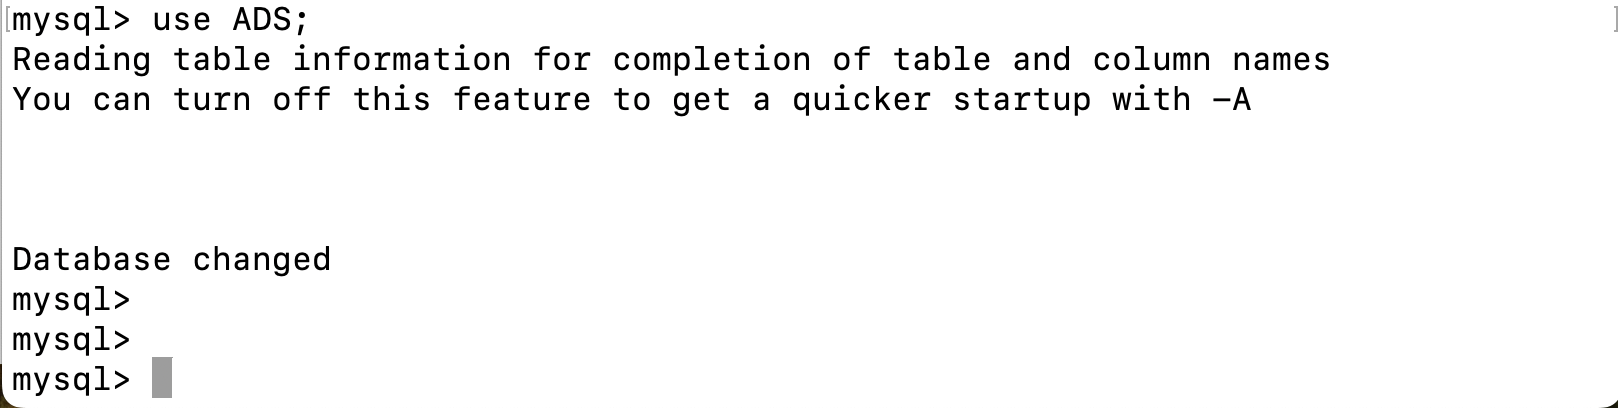 mysql> use ADS;
Reading table information for completion of table and column names
You can turn off this feature to get a quicker startup with -A
Database changed
mysql>
mysql>
mysql>